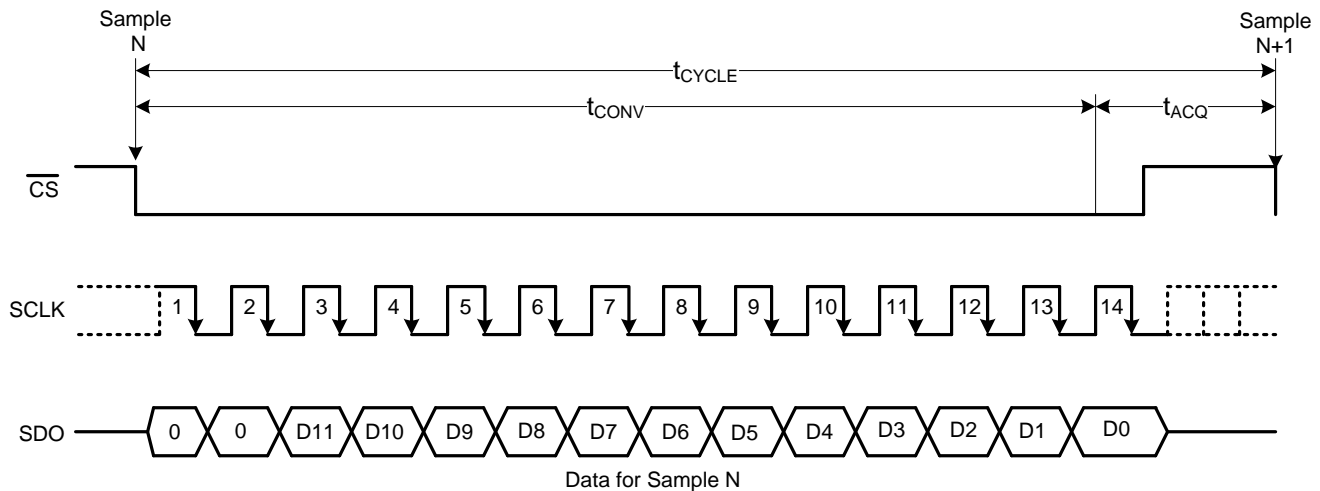 Sample
N
Sample
N+1
tCYCLE
tCONV
tACQ
CS
SCLK
1 2 3 4 5 6 7 8 9 10 11 12 13 14
SDO
0 0 D11 D10 D9 D8 D7 D6 D5 D4 D3 D2 D1 D0
Data for Sample N